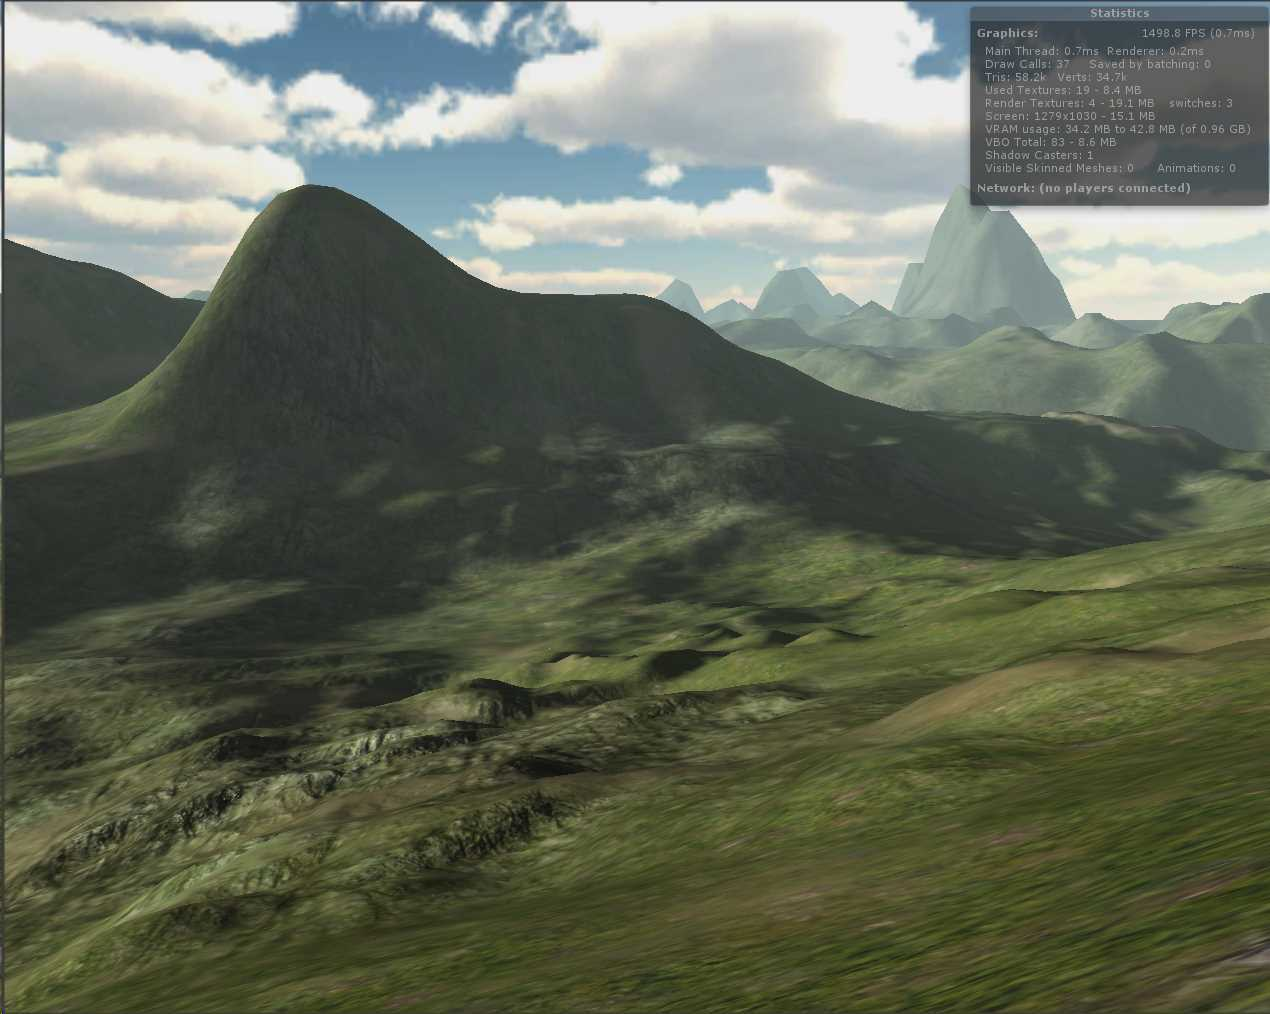 Statistics
Graphics: 1498.8 FPS (0.7ms)
Main Thread: 0.7ms Renderer: 0.2ms
Draw Calls: 37 Saved by batching: 0
Tris: 58.2k Verts: 34.7k
Used Textures: 19 - 8.4 MB
Render Textures: 4 - 19.1 MB switches: 3
Screen: 1279x1030 - 15.1 MB
VRAM usage: 34.2 MB to 42.8 MB (of 0.96 GB)
VBO Total: 83 - 8.6 MB
Shadow Casters: 1
Visible Skinned Meshes: 0 Animations: 0
Network: (no players connected)